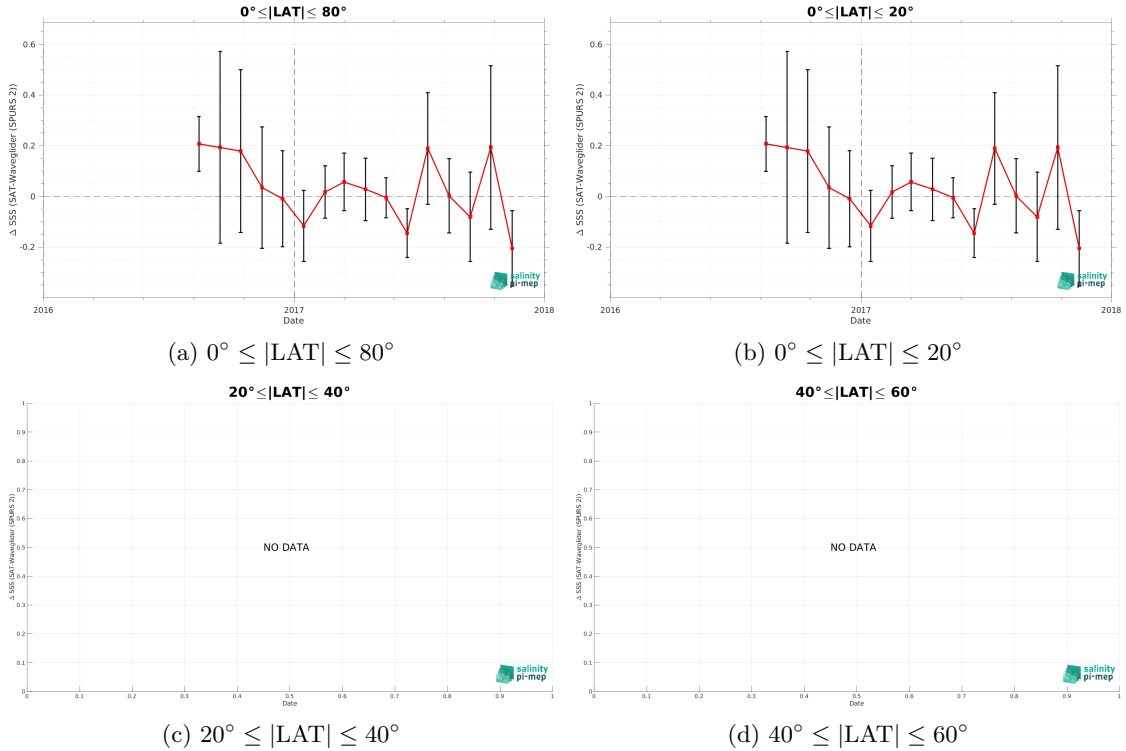 0°≤|LAT|≤ 80°
Δ SSS (SAT-Waveglider (SPURS 2))
0.6
0.4
0.2
0
-0.2
2016
2017
2018
Date
salinity
pi-mep
(a) 0° ≤ |LAT| ≤ 80°
0°≤|LAT|≤ 20°
Δ SSS (SAT-Waveglider (SPURS 2))
0.6
0.4
0.2
0
-0.2
2016
2017
2018
Date
salinity
pi-mep
(b) 0° ≤ |LAT| ≤ 20°
20°≤|LAT|≤ 40°
Δ SSS (SAT-Waveglider (SPURS 2))
1
0.9
0.8
0.7
0.6
0.5
0.4
0.3
0.2
0.1
0
NO DATA
0 0.1 0.2 0.3 0.4 0.5 0.6 0.7 0.8 0.9 1
Date
salinity
pi-mep
(c) 20° ≤ |LAT| ≤ 40°
40°≤|LAT|≤ 60°
Δ SSS (SAT-Waveglider (SPURS 2))
1
0.9
0.8
0.7
0.6
0.5
0.4
0.3
0.2
0.1
0
NO DATA
0 0.1 0.2 0.3 0.4 0.5 0.6 0.7 0.8 0.9 1
Date
salinity
pi-mep
(d) 40° ≤ |LAT| ≤ 60°